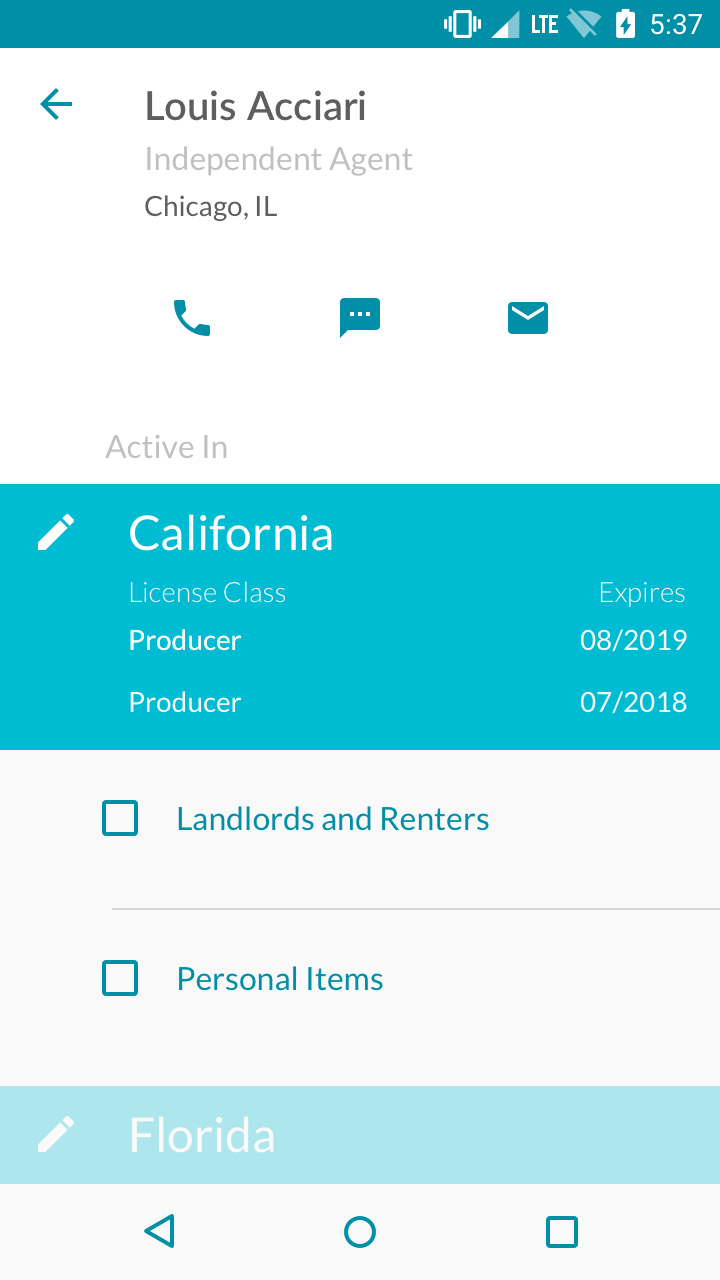 LTE 5:37
Louis Acciari
Independent Agent
Chicago, IL
Active In
California
License Class Expires
Producer 08/2019
Producer 07/2018
Landlords and Renters
Personal Items
Florida